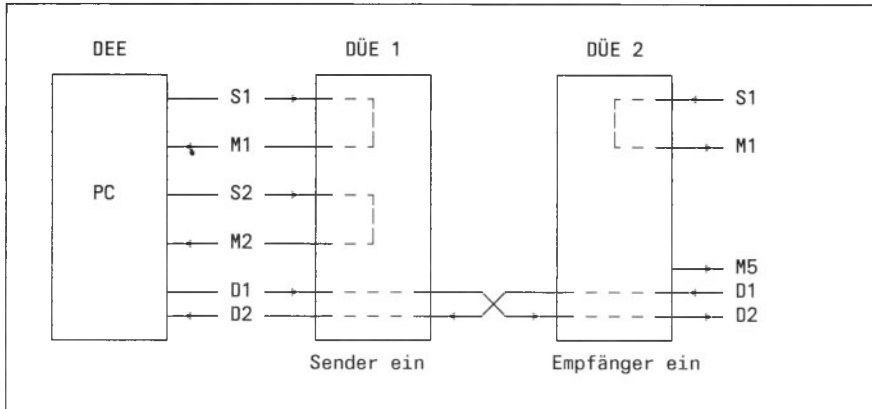 DEE DÜE 1 DÜE 2
S1 S1
M1 M1
PC S2
M2
M5
D1 D1
D2 D2
Sender ein Empfänger ein